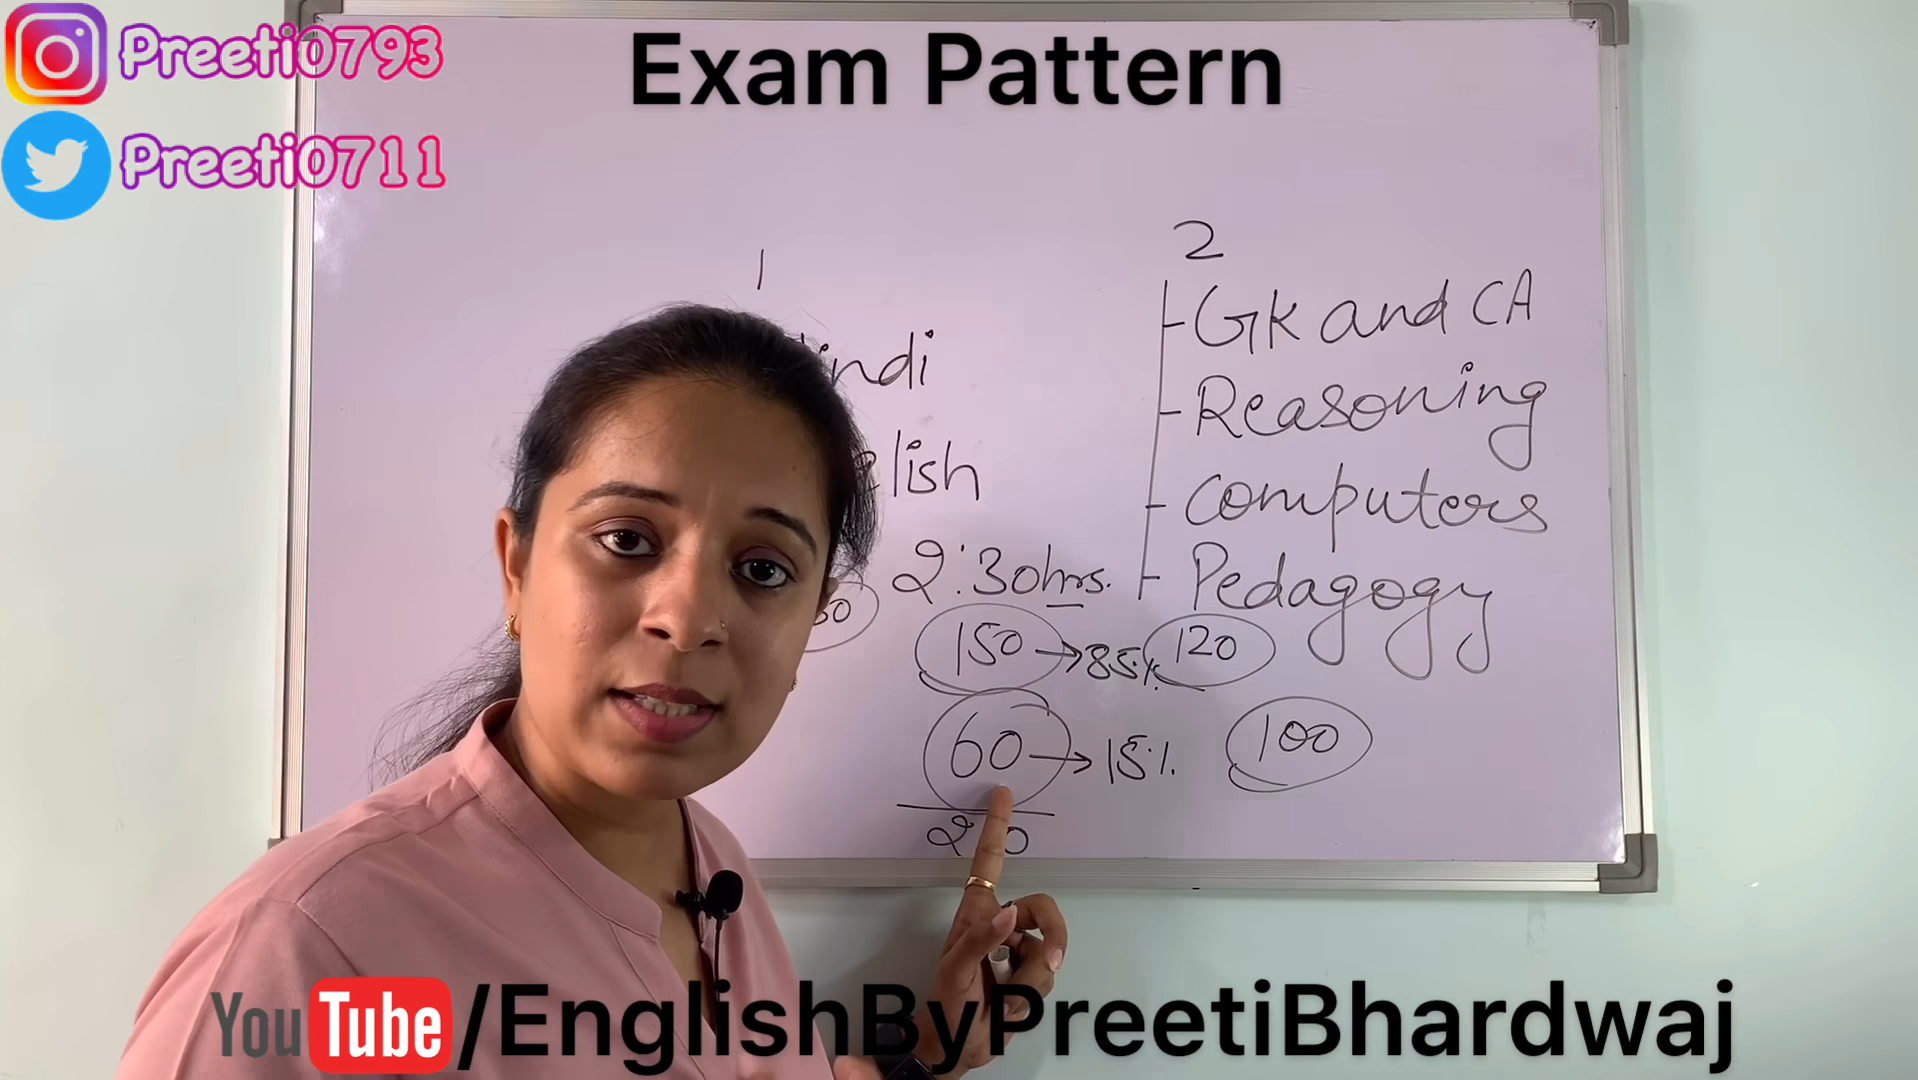 Preeti0793
Preeti0711
Exam Pattern
1
2
indi
lish
GK and CA
Reasoning
Computers
Pedagogy
2:30hrs.
150 → 85% 120
60 → 15% 100
YouTube/EnglishByPreetiBhardwaj